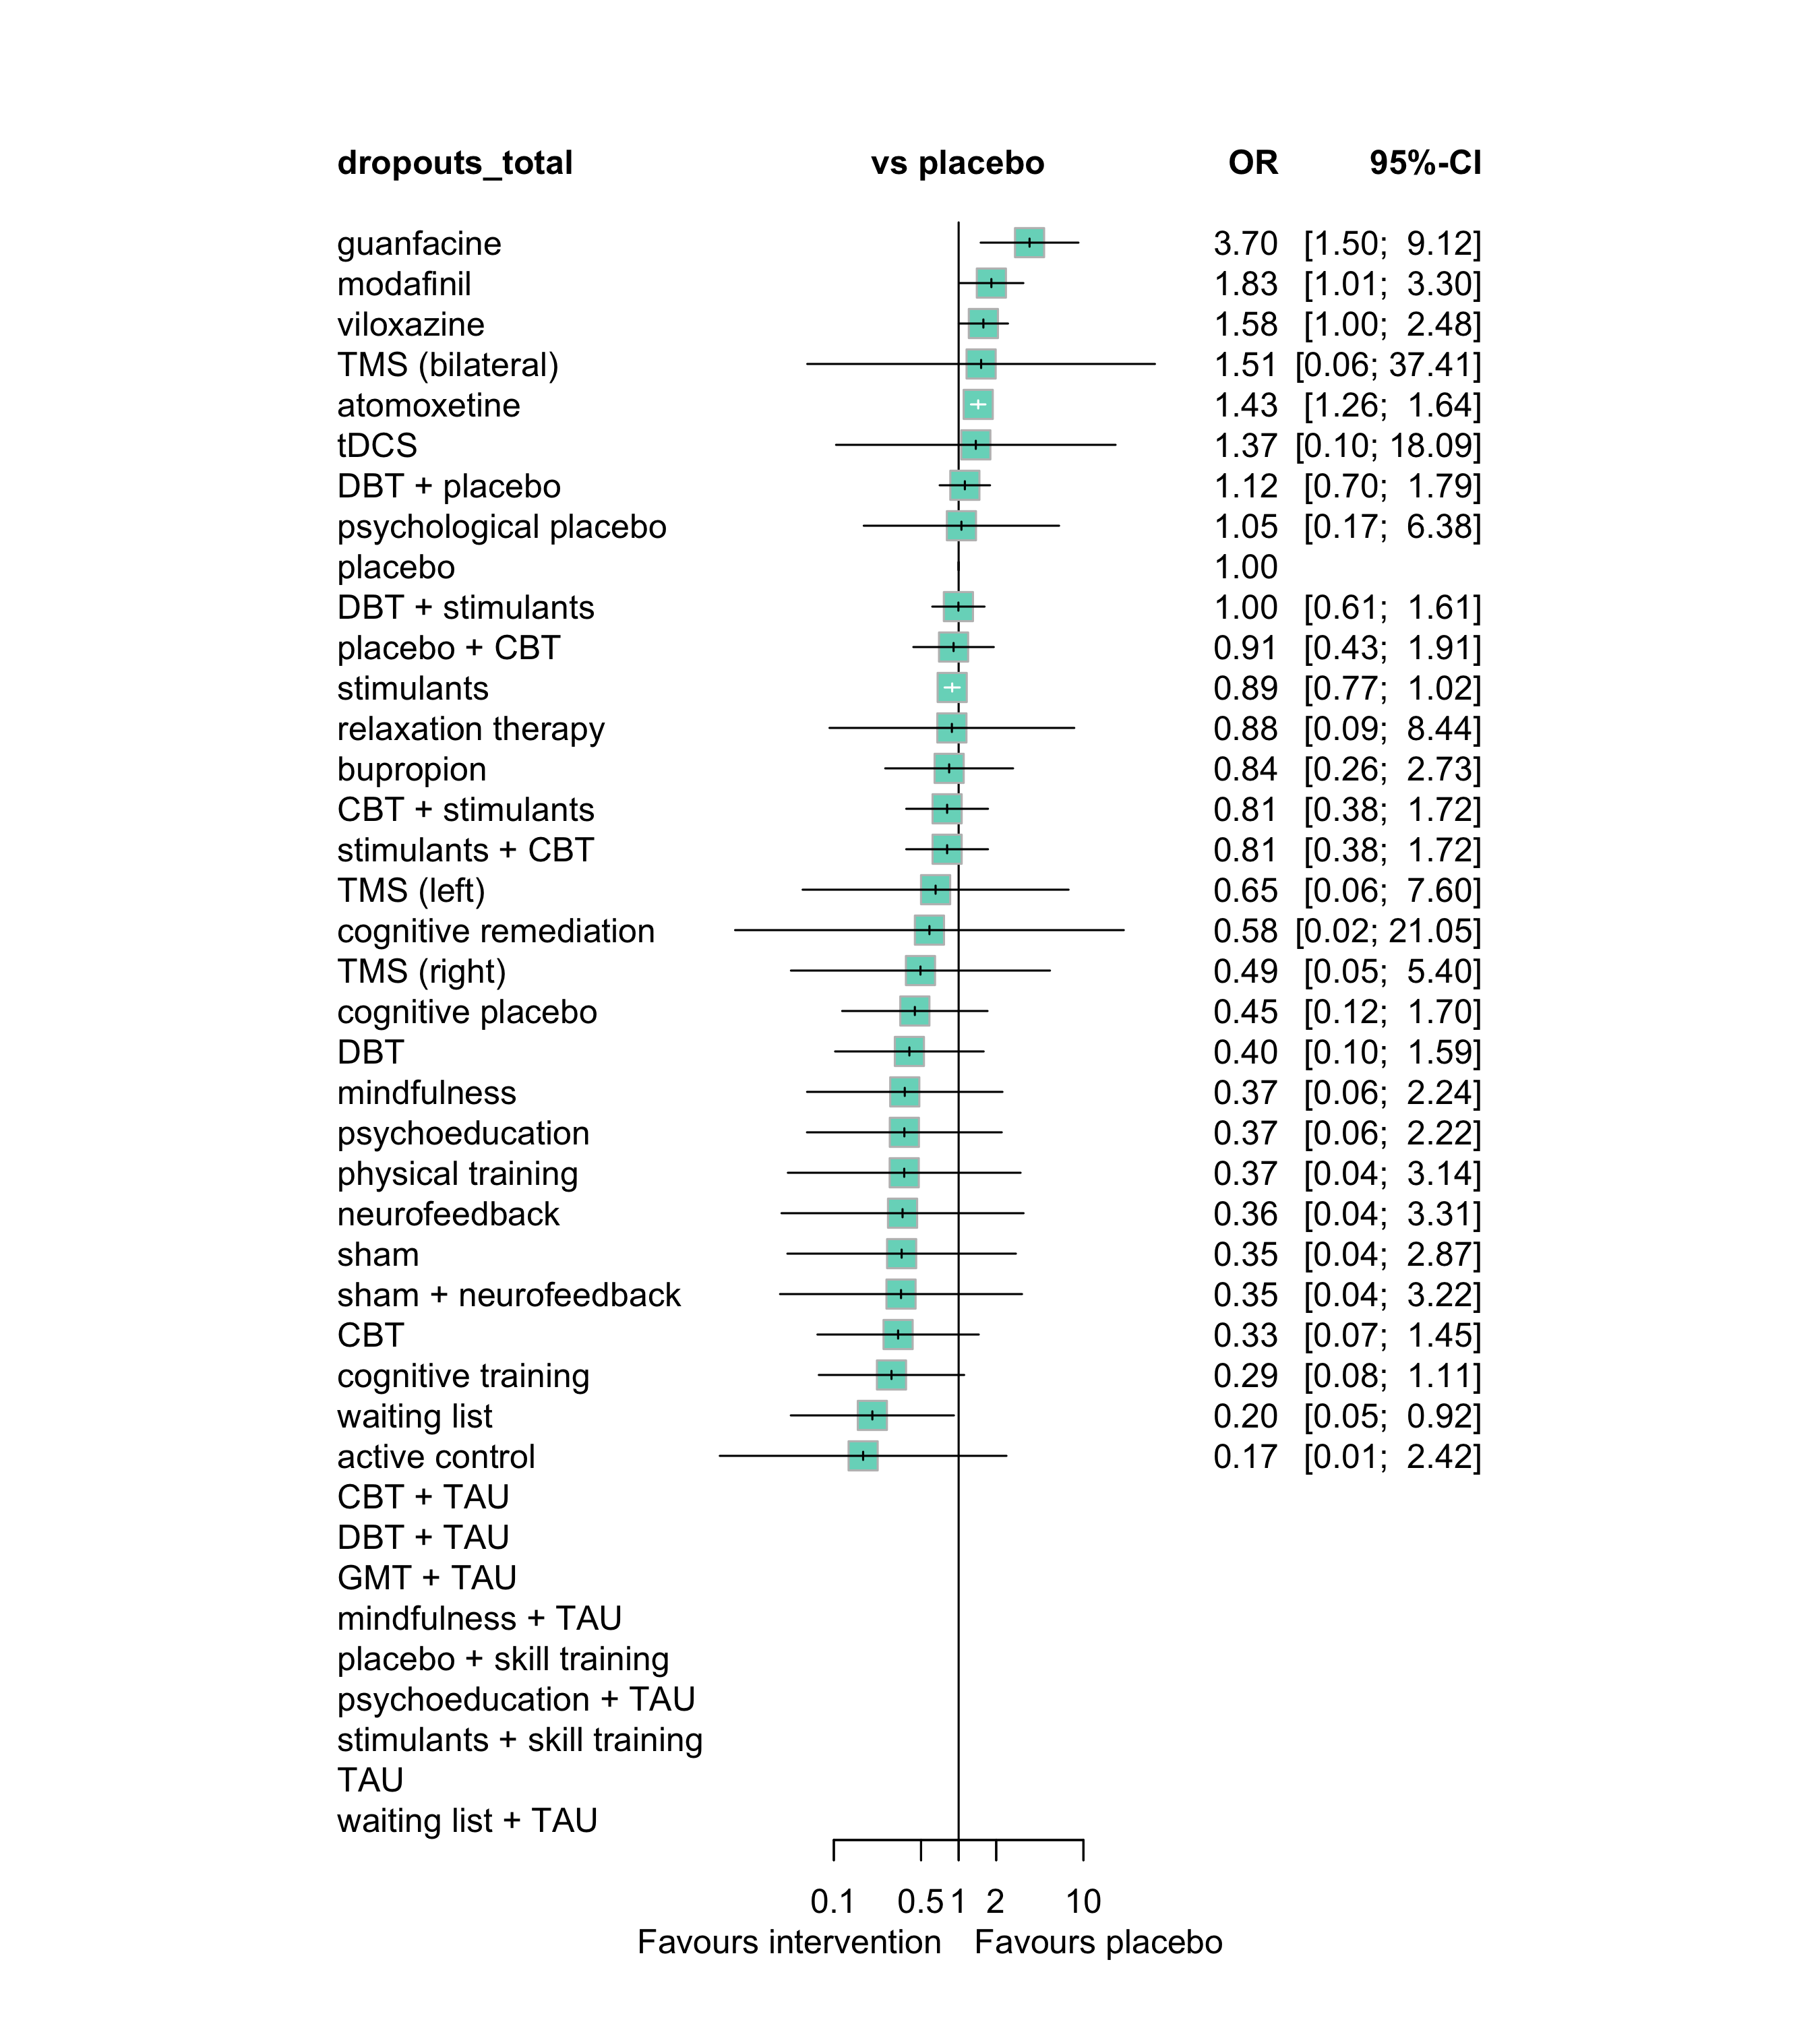 dropouts_total vs placebo OR 95%-CI
guanfacine 3.70 [1.50; 9.12]
modafinil 1.83 [1.01; 3.30]
viloxazine 1.58 [1.00; 2.48]
TMS (bilateral) 1.51 [0.06; 37.41]
atomoxetine 1.43 [1.26; 1.64]
tDCS 1.37 [0.10; 18.09]
DBT + placebo 1.12 [0.70; 1.79]
psychological placebo 1.05 [0.17; 6.38]
placebo 1.00
DBT + stimulants 1.00 [0.61; 1.61]
placebo + CBT 0.91 [0.43; 1.91]
stimulants 0.89 [0.77; 1.02]
relaxation therapy 0.88 [0.09; 8.44]
bupropion 0.84 [0.26; 2.73]
CBT + stimulants 0.81 [0.38; 1.72]
stimulants + CBT 0.81 [0.38; 1.72]
TMS (left) 0.65 [0.06; 7.60]
cognitive remediation 0.58 [0.02; 21.05]
TMS (right) 0.49 [0.05; 5.40]
cognitive placebo 0.45 [0.12; 1.70]
DBT 0.40 [0.10; 1.59]
mindfulness 0.37 [0.06; 2.24]
psychoeducation 0.37 [0.06; 2.22]
physical training 0.37 [0.04; 3.14]
neurofeedback 0.36 [0.04; 3.31]
sham 0.35 [0.04; 2.87]
sham + neurofeedback 0.35 [0.04; 3.22]
CBT 0.33 [0.07; 1.45]
cognitive training 0.29 [0.08; 1.11]
waiting list 0.20 [0.05; 0.92]
active control 0.17 [0.01; 2.42]
CBT + TAU
DBT + TAU
GMT + TAU
mindfulness + TAU
placebo + skill training
psychoeducation + TAU
stimulants + skill training
TAU
waiting list + TAU
0.1 0.5 1 2 10
Favours intervention Favours placebo